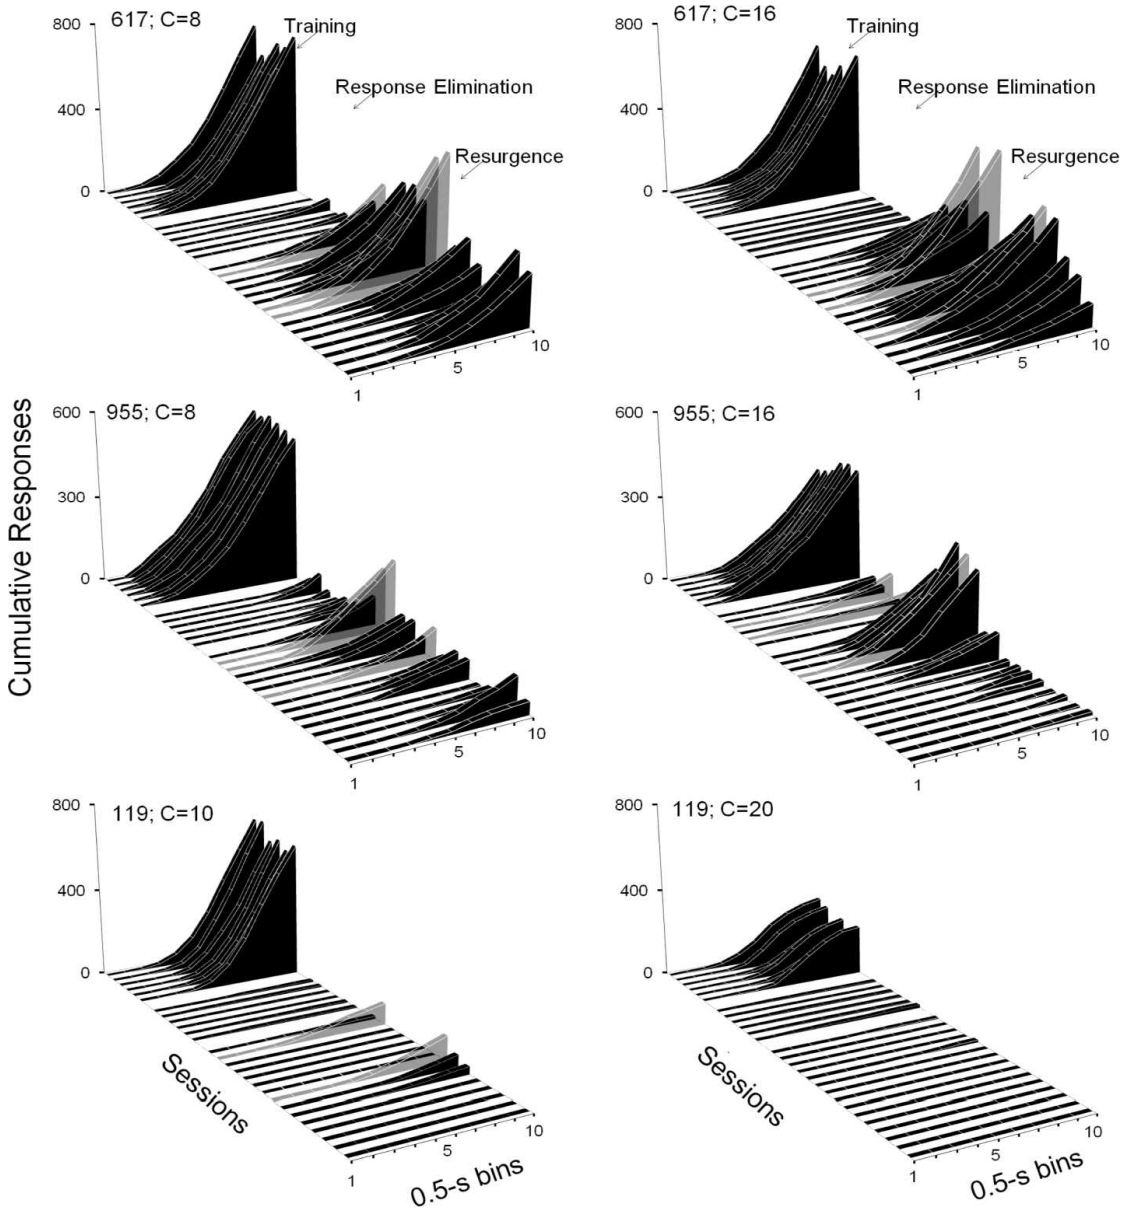 800
617; C=8
Training
400
Response Elimination
0
Resurgence
10
5
1
800
617; C=16
Training
400
Response Elimination
0
Resurgence
10
5
1
Cumulative Responses
600
955; C=8
300
0
10
5
1
600
955; C=16
300
0
10
5
1
800
119; C=10
400
0
Sessions
10
5
1
0.5-s bins
800
119; C=20
400
0
Sessions
10
5
1
0.5-s bins